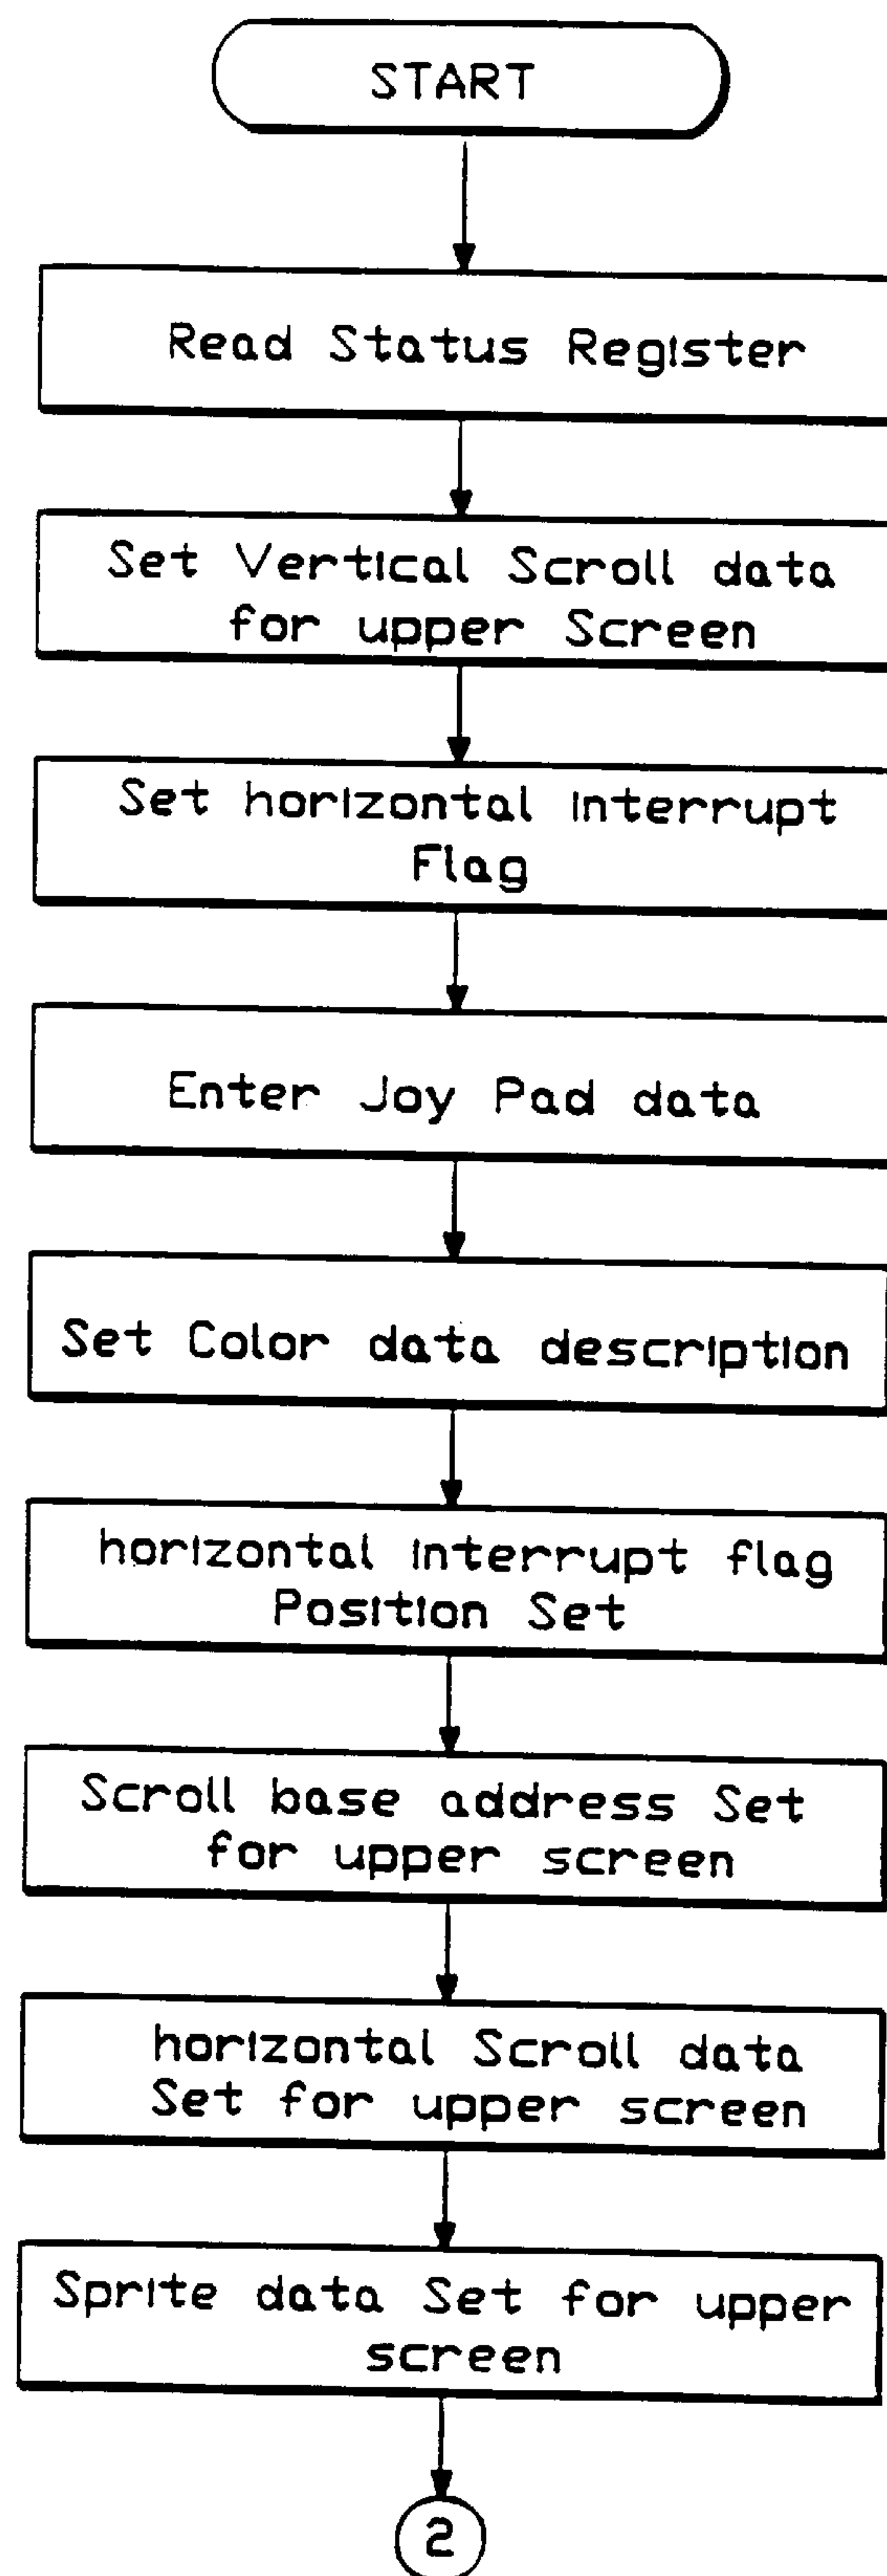 START
Read Status Register
Set Vertical Scroll data
for upper Screen
Set horizontal interrupt
Flag
Enter Joy Pad data
Set Color data description
horizontal interrupt flag
Position Set
Scroll base address Set
for upper screen
horizontal Scroll data
Set for upper screen
Sprite data Set for upper
screen
2